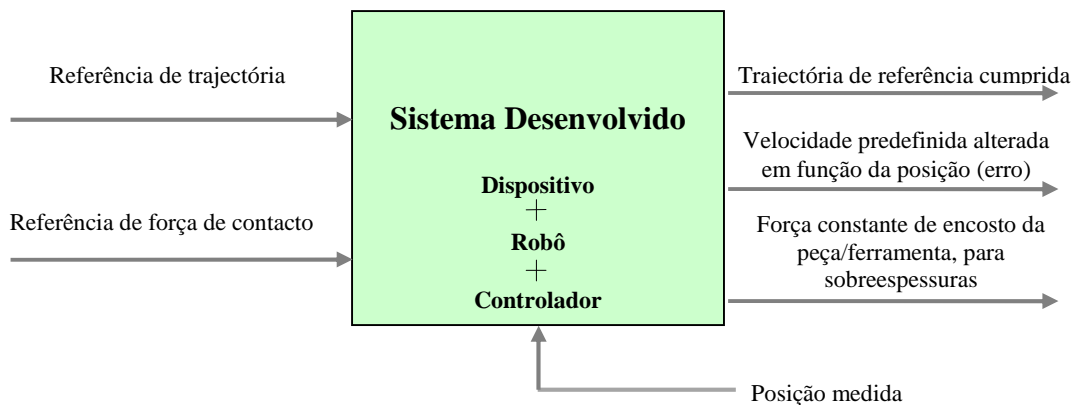 Referência de trajectória
Referência de força de contacto
Sistema Desenvolvido
Dispositivo
+
Robô
+
Controlador
Trajectória de referência cumprida
Velocidade predefinida alterada
em função da posição (erro)
Força constante de encosto da
peça/ferramenta, para
sobreespessuras
Posição medida